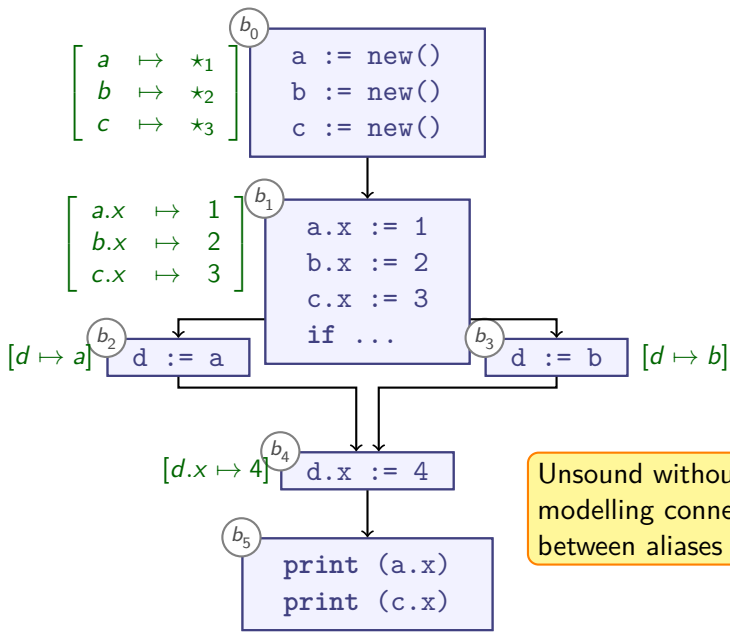 b0
a ↦ ⋆1
b ↦ ⋆2
c ↦ ⋆3
a := new()
b := new()
c := new()
b1
a.x ↦ 1
b.x ↦ 2
c.x ↦ 3
a.x := 1
b.x := 2
c.x := 3
if ...
b2
[d ↦ a]
d := a
b3
d := b
[d ↦ b]
b4
[d.x ↦ 4]
d.x := 4
Unsound without
modelling conne
between aliases
b5
print (a.x)
print (c.x)